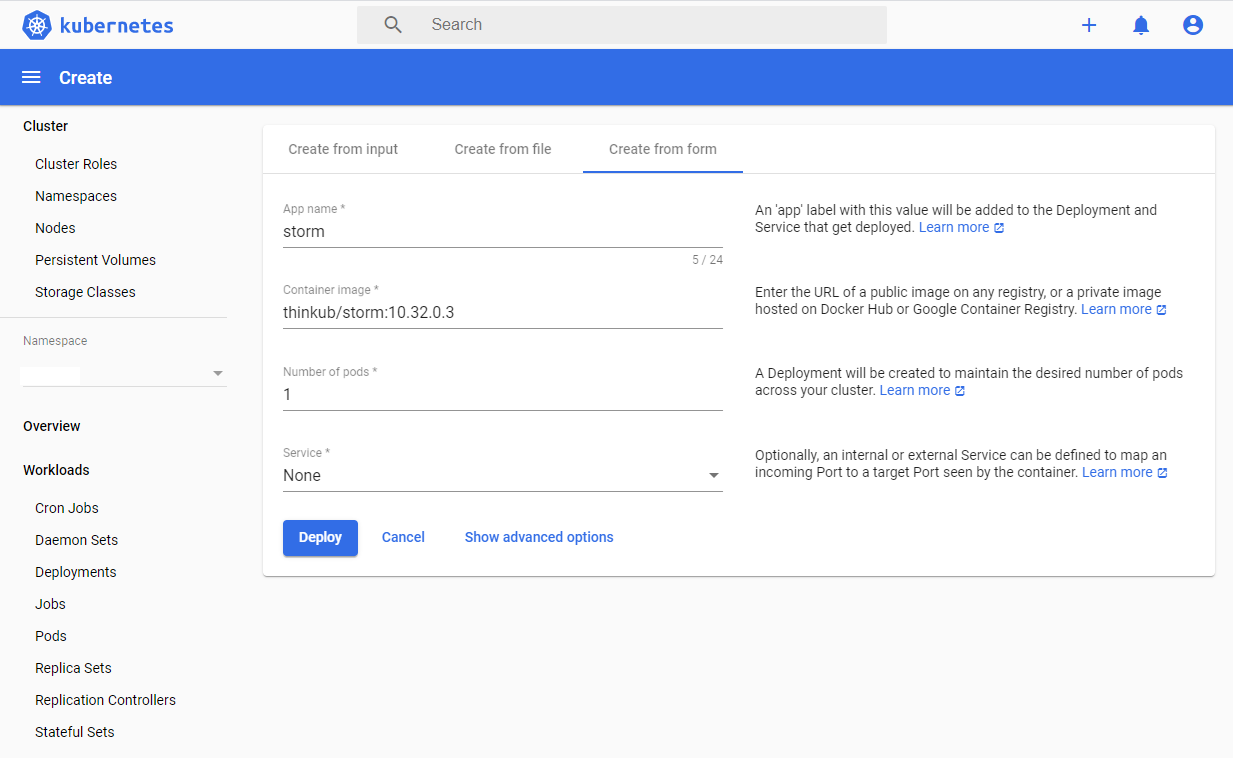 kubernetes
Search
Create
Cluster
Cluster Roles
Namespaces
Nodes
Persistent Volumes
Storage Classes
Namespace
Overview
Workloads
Cron Jobs
Daemon Sets
Deployments
Jobs
Pods
Replica Sets
Replication Controllers
Stateful Sets
Create from input
Create from file
Create from form
App name *
storm
5 / 24
An 'app' label with this value will be added to the Deployment and
Service that get deployed. Learn more
Container image *
thinkub/storm:10.32.0.3
Enter the URL of a public image on any registry, or a private image
hosted on Docker Hub or Google Container Registry. Learn more
Number of pods *
1
A Deployment will be created to maintain the desired number of pods
across your cluster. Learn more
Service *
None
Optionally, an internal or external Service can be defined to map an
incoming Port to a target Port seen by the container. Learn more
Deploy
Cancel
Show advanced options